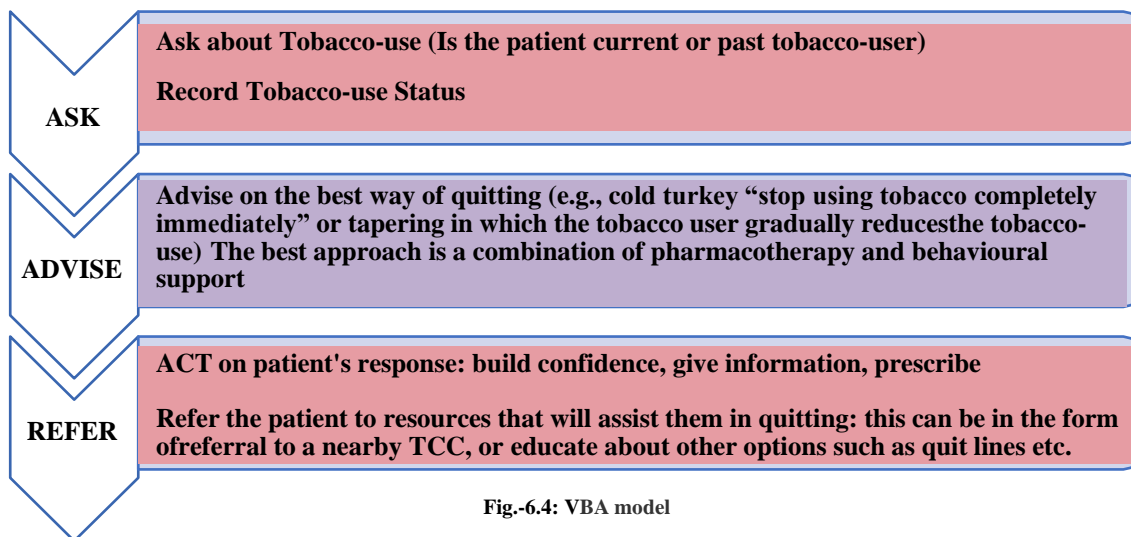 Ask about Tobacco-use (Is the patient current or past tobacco-user)
Record Tobacco-use Status
ASK
Advise on the best way of quitting (e.g., cold turkey “stop using tobacco completely
immediately” or tapering in which the tobacco user gradually reducesthe tobacco-
use) The best approach is a combination of pharmacotherapy and behavioural
support
ADVISE
ACT on patient's response: build confidence, give information, prescribe
Refer the patient to resources that will assist them in quitting: this can be in the form
ofreferral to a nearby TCC, or educate about other options such as quit lines etc.
REFER
Fig.-6.4: VBA model